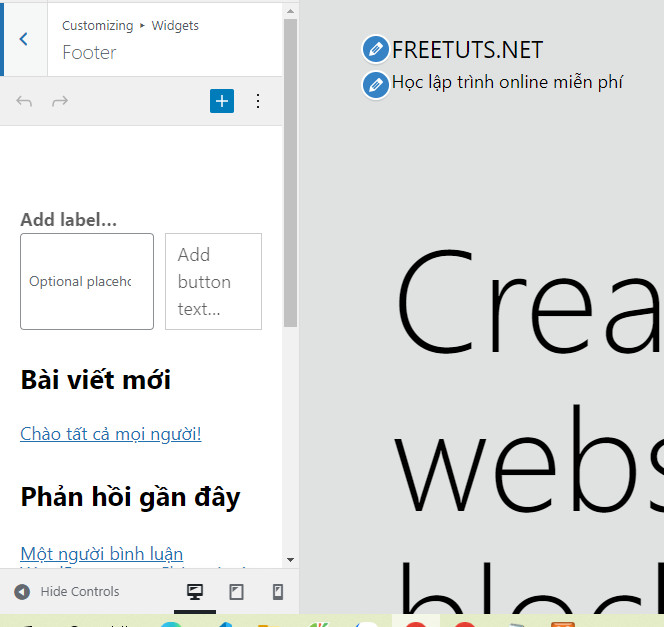 Customizing ▸ Widgets
Footer
Add label...
Optional placeho
Add
button
text...
Bài viết mới
Chào tất cả mọi người!
Phản hồi gần đây
Một người bình luận
Hide Controls
FREETUTS.NET
Học lập trình online miễn phí
Crea
webs
block